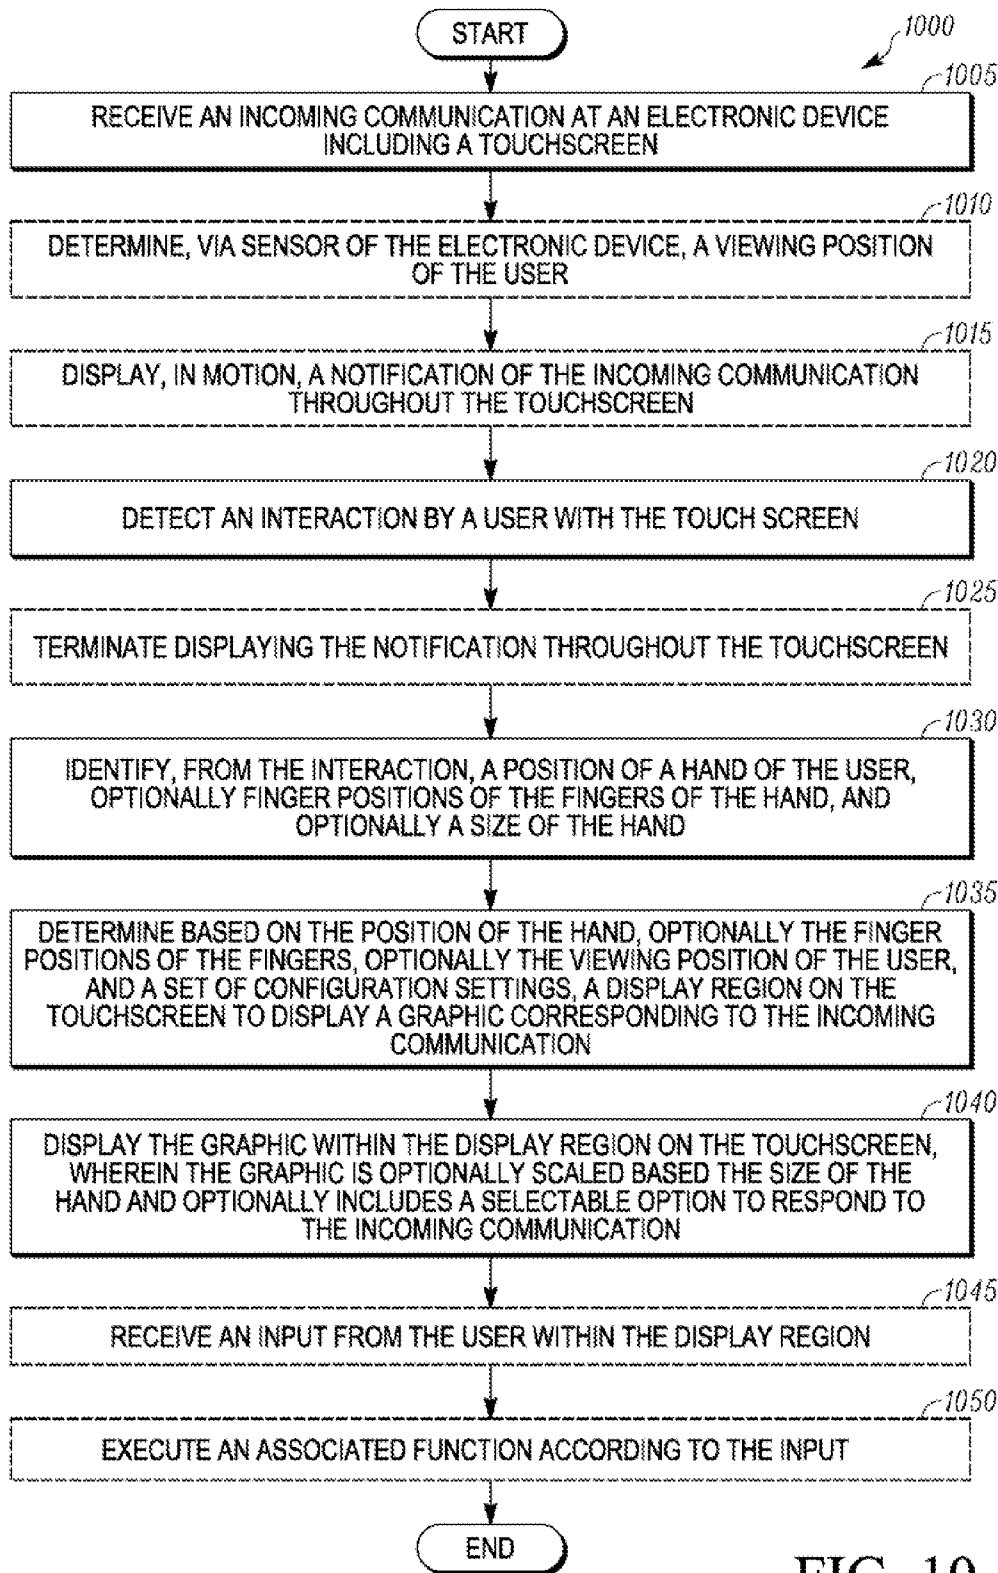 START
1000
1005
RECEIVE AN INCOMING COMMUNICATION AT AN ELECTRONIC DEVICE
INCLUDING A TOUCHSCREEN
1010
DETERMINE, VIA SENSOR OF THE ELECTRONIC DEVICE, A VIEWING POSITION
OF THE USER
1015
DISPLAY, IN MOTION, A NOTIFICATION OF THE INCOMING COMMUNICATION
THROUGHOUT THE TOUCHSCREEN
1020
DETECT AN INTERACTION BY A USER WITH THE TOUCH SCREEN
1025
TERMINATE DISPLAYING THE NOTIFICATION THROUGHOUT THE TOUCHSCREEN
1030
IDENTIFY, FROM THE INTERACTION, A POSITION OF A HAND OF THE USER,
OPTIONALLY FINGER POSITIONS OF THE FINGERS OF THE HAND, AND
OPTIONALLY A SIZE OF THE HAND
1035
DETERMINE BASED ON THE POSITION OF THE HAND, OPTIONALLY THE FINGER
POSITIONS OF THE FINGERS, OPTIONALLY THE VIEWING POSITION OF THE USER,
AND A SET OF CONFIGURATION SETTINGS, A DISPLAY REGION ON THE
TOUCHSCREEN TO DISPLAY A GRAPHIC CORRESPONDING TO THE INCOMING
COMMUNICATION
1040
DISPLAY THE GRAPHIC WITHIN THE DISPLAY REGION ON THE TOUCHSCREEN,
WHEREIN THE GRAPHIC IS OPTIONALLY SCALED BASED THE SIZE OF THE
HAND AND OPTIONALLY INCLUDES A SELECTABLE OPTION TO RESPOND TO
THE INCOMING COMMUNICATION
1045
RECEIVE AN INPUT FROM THE USER WITHIN THE DISPLAY REGION
1050
EXECUTE AN ASSOCIATED FUNCTION ACCORDING TO THE INPUT
END
FIG. 10